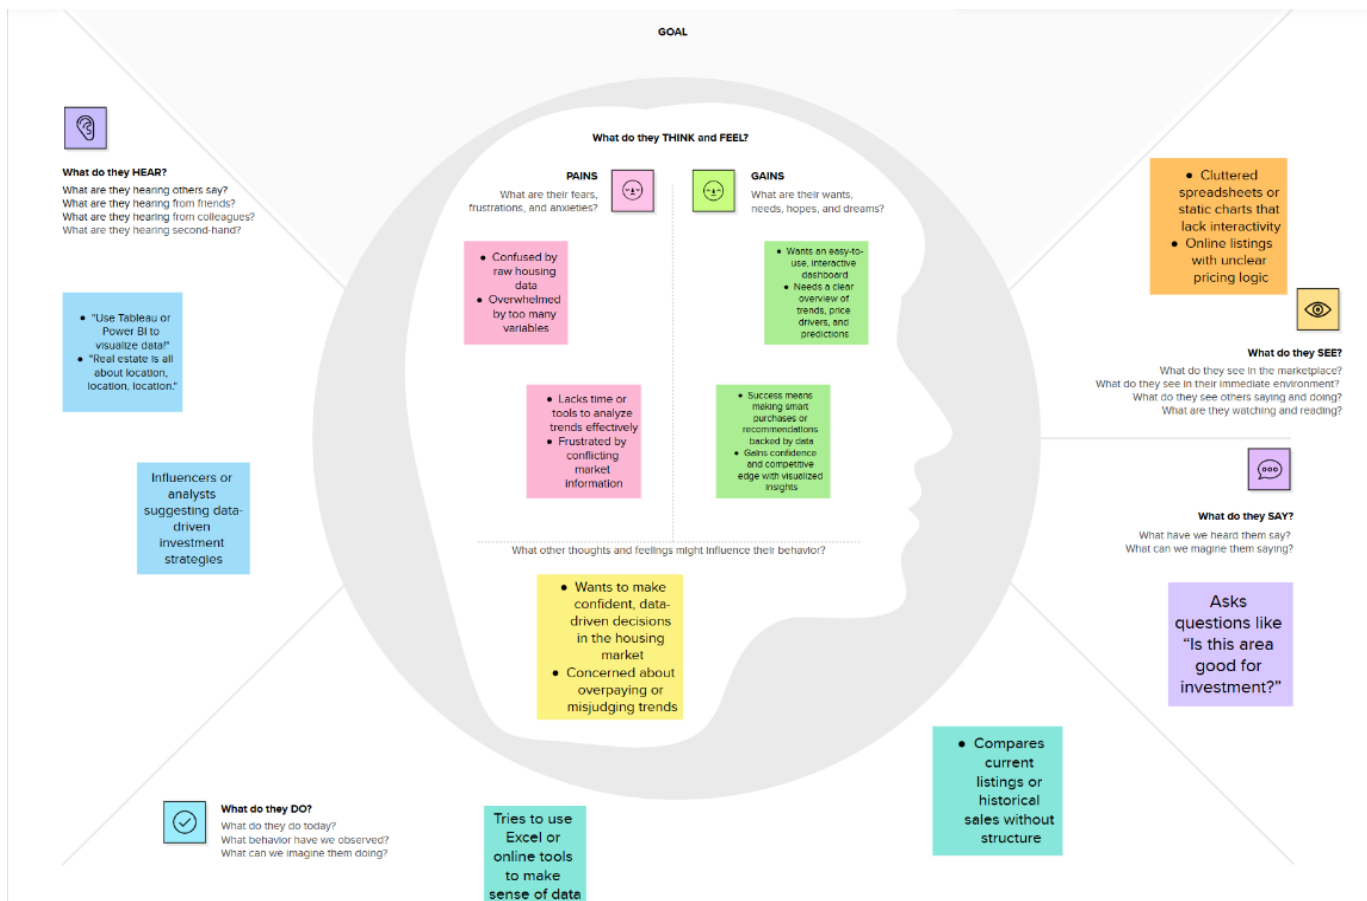 GOAL
What do they THINK and FEEL?
PAINS
What are their fears,
frustrations, and anxieties?
GAINS
What are their wants,
needs, hopes, and dreams?
• Confused by
raw housing
data
• Overwhelmed
by too many
variables
• Wants an easy-to-
use, interactive
dashboard
• Needs a clear
overview of
trends, price
drivers, and
predictions
• Lacks time or
tools to analyze
trends effectively
• Frustrated by
conflicting
market
information
• Success means
making smart
purchases or
recommendations
backed by data
• Gains confidence
and competitive
edge with visualized
insights
What other thoughts and feelings might influence their behavior?
• Wants to make
confident, data-
driven decisions
in the housing
market
• Concerned about
overpaying or
misjudging trends
What do they HEAR?
What are they hearing others say?
What are they hearing from friends?
What are they hearing from colleagues?
What are they hearing second-hand?
• "Use Tableau or
Power BI to
visualize data!"
• "Real estate is all
about location,
location, location."
Influencers or
analysts
suggesting data-
driven
investment
strategies
• Cluttered
spreadsheets or
static charts that
lack interactivity
• Online listings
with unclear
pricing logic
What do they SEE?
What do they see in the marketplace?
What do they see in their immediate environment?
What do they see others saying and doing?
What are they watching and reading?
What do they SAY?
What have we heard them say?
What can we magine them saying?
Asks
questions like
“Is this area
good for
investment?”
What do they DO?
What do they do today?
What behavior have we observed?
What can we imagine them doing?
Tries to use
Excel or
online tools
to make
sense of data
• Compares
current
listings or
historical
sales without
structure